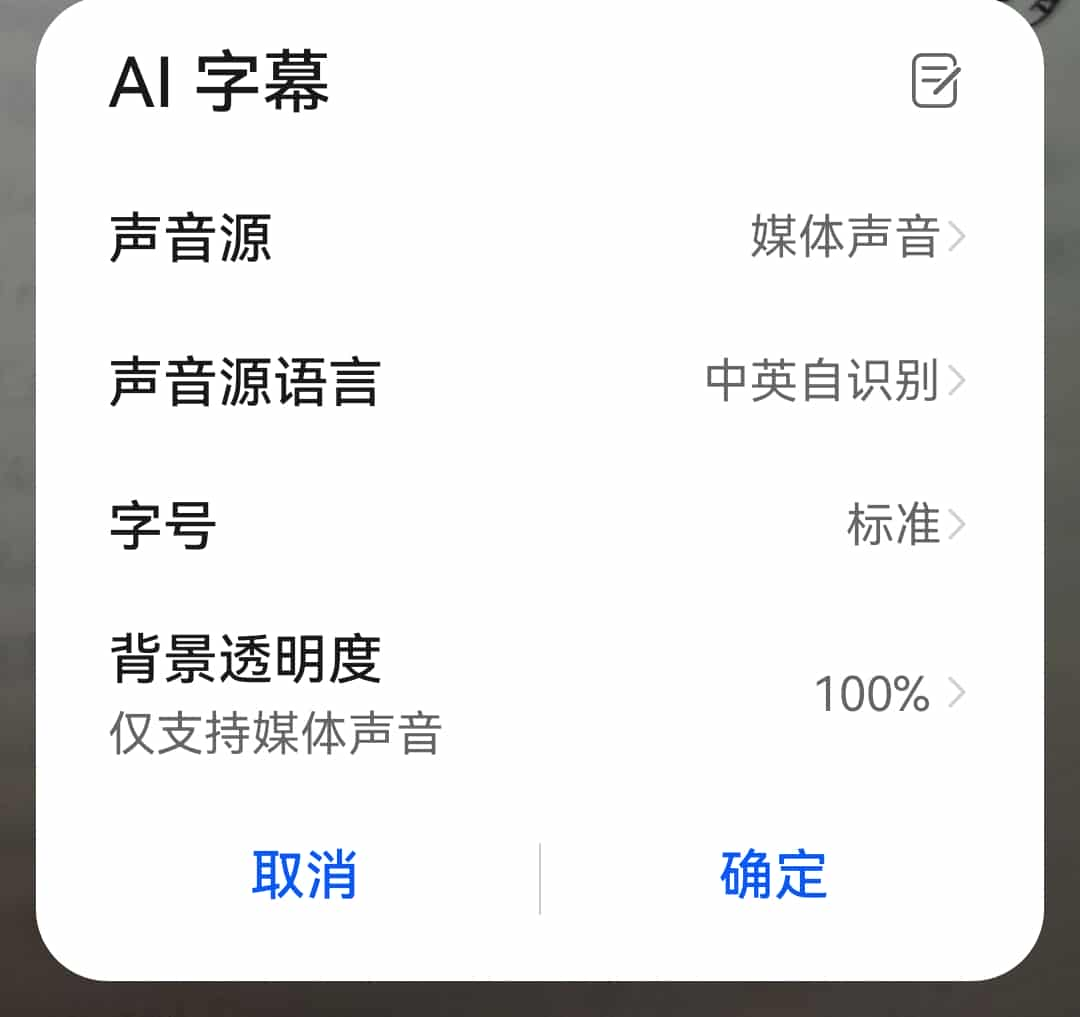 AI 字幕
声音源 媒体声音
声音源语言 中英自识别
字号 标准
背景透明度
仅支持媒体声音 100%
取消 确定